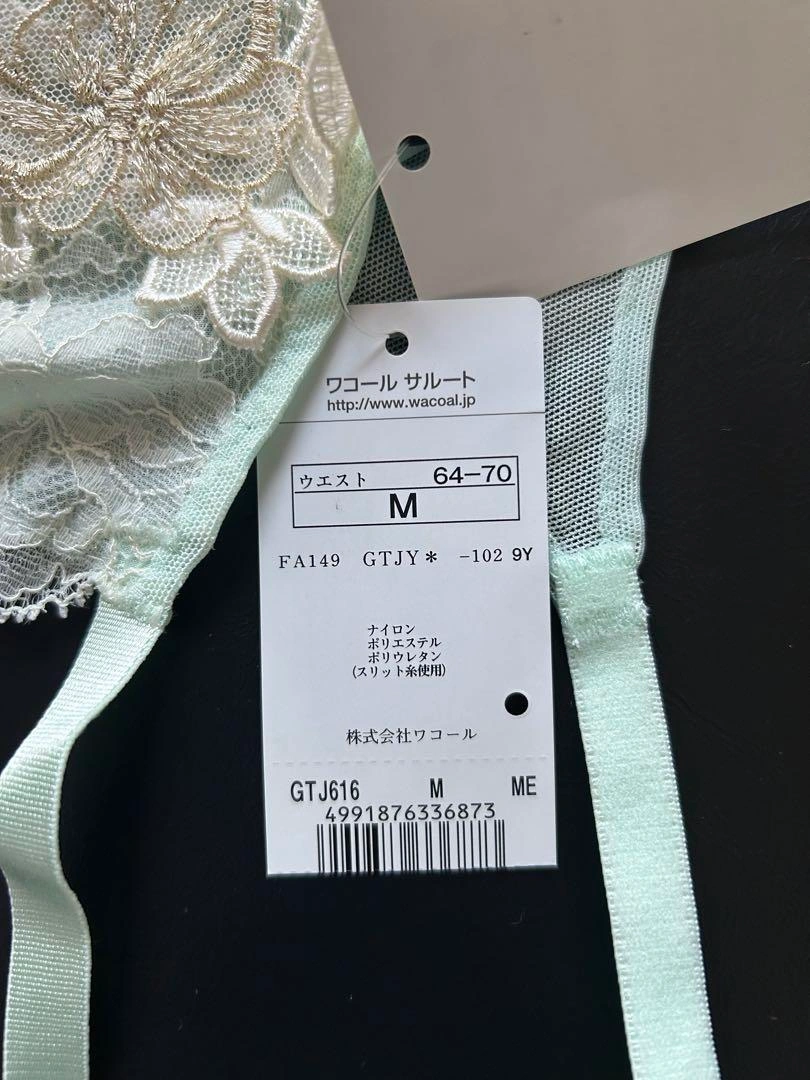 ワコール サルート
http://www.wacoal.jp
ウエスト 64-70
M
FA149 GTJY* -102 9Y
ナイロン
ポリエステル
ポリウレタン
(スリット糸使用)
株式会社ワコール
GTJ616 M ME
4991876336873